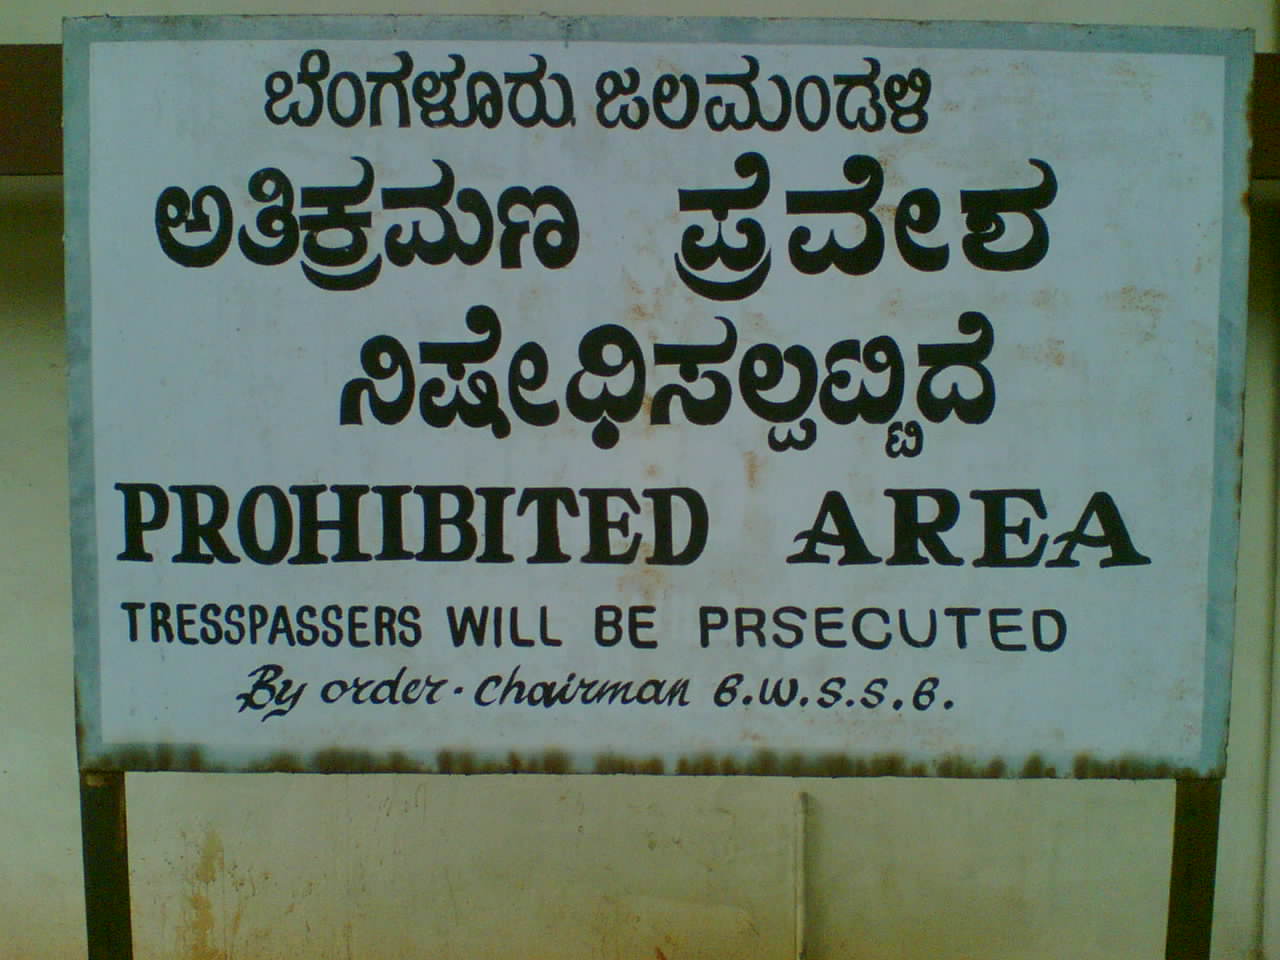 ಬೆಂಗಳೂರು ಜಲಮಂಡಳಿ
ಅತಿಕ್ರಮಣ ಪ್ರವೇಶ
ನಿಷೇಧಿಸಲ್ಪಟ್ಟಿದೆ
PROHIBITED AREA
TRESSPASSERS WILL BE PRSECUTED
By order. Chairman B.W.S.S.B.